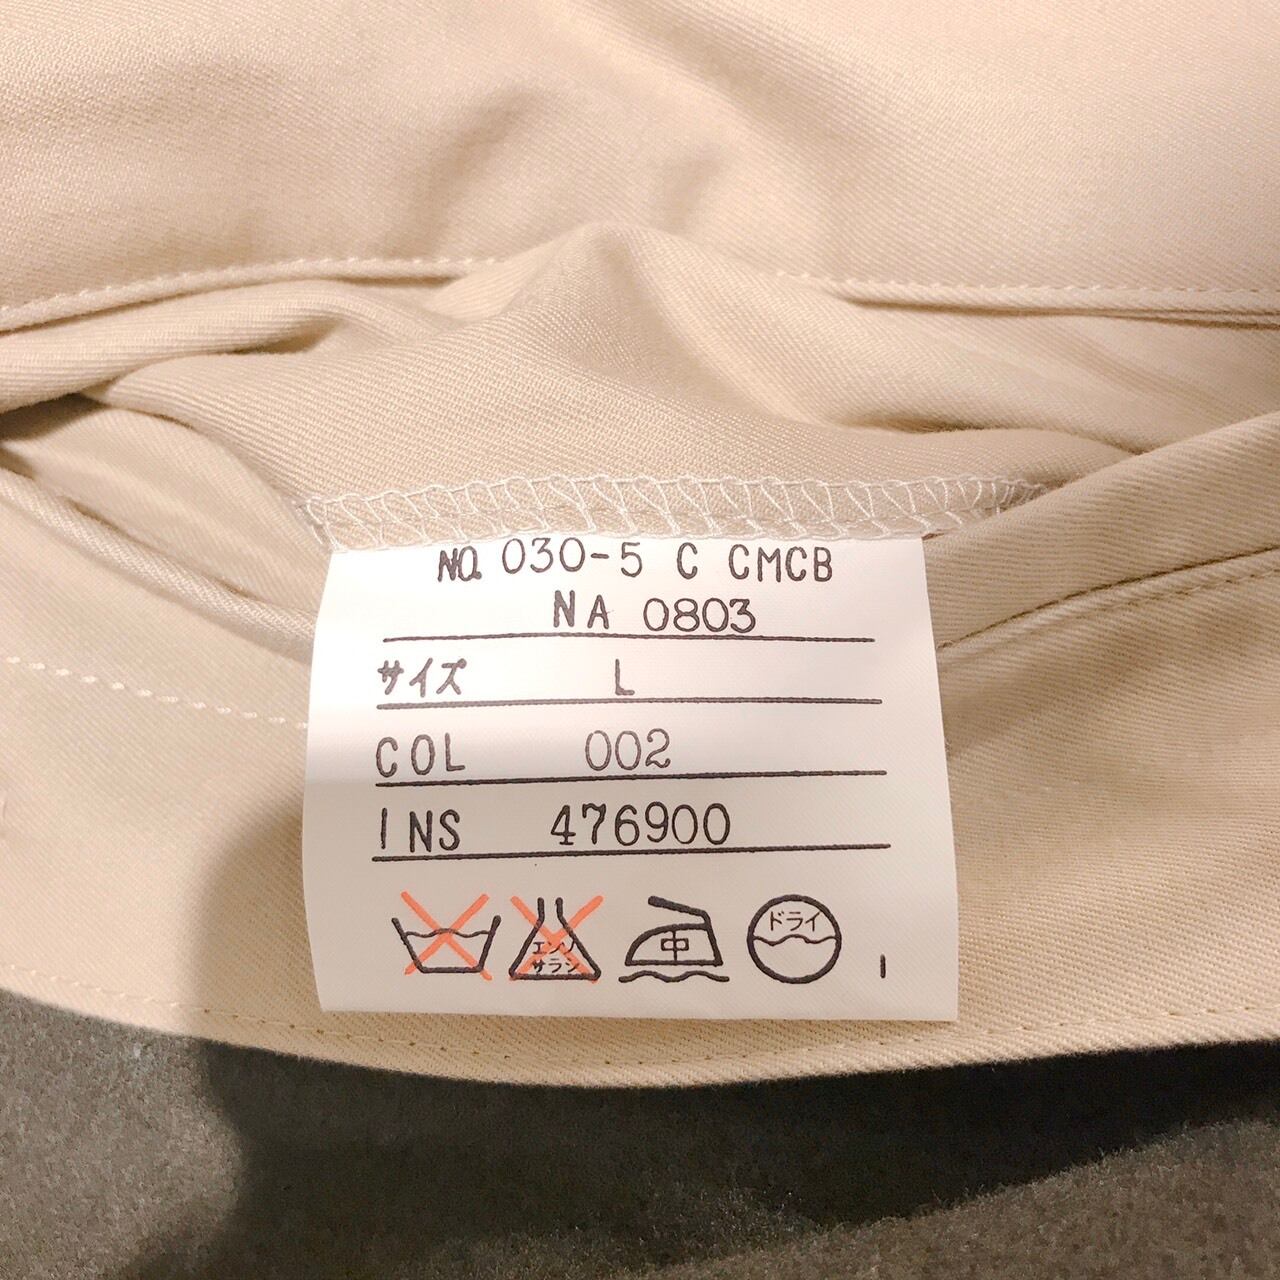 NO. 030-5 C CMCB
NA 0803
サイズ L
COL 002
INS 476900
エンソ
サラシ
中
ドライ
1